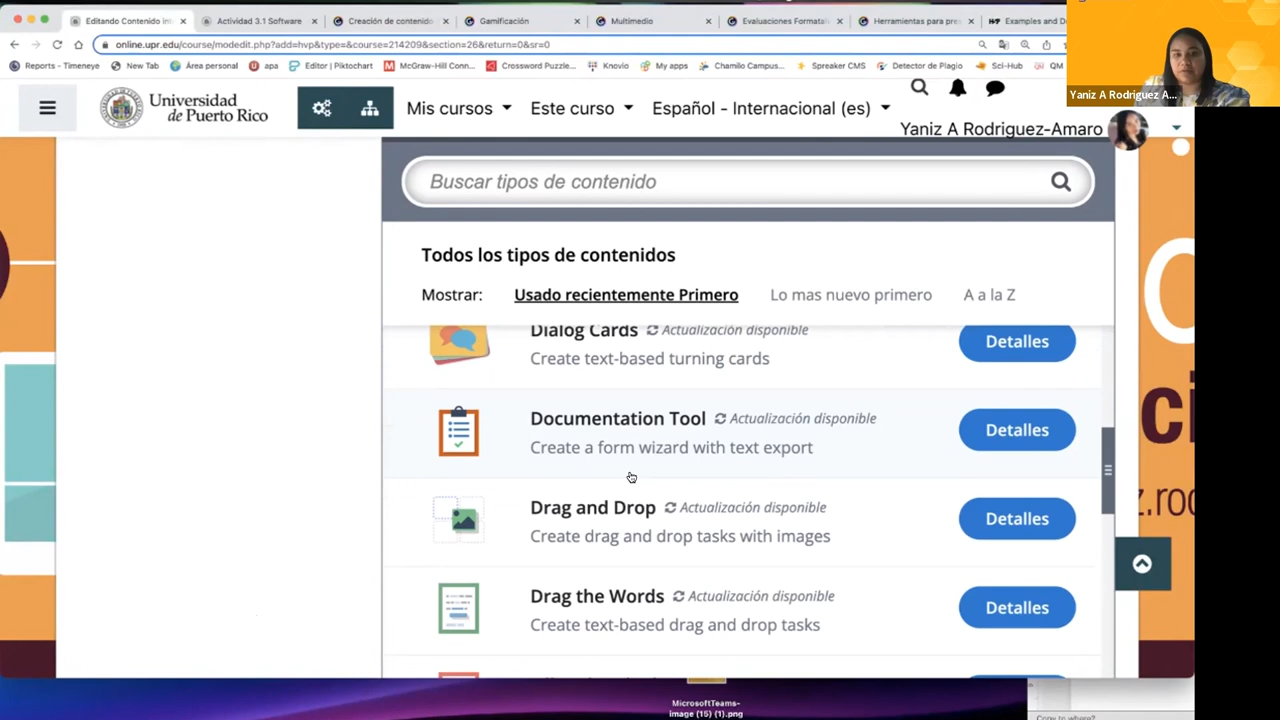 Editando Contenido in
Actividad 3.1 Software
Creación de contenido
Gamificación
Multimedio
Evaluaciones Formata
Herramientas para pre
H-P Examples and D
online.upr.edu/course/modedit.php?add=hvp&type=&course=214209&section=26&return=0&sr=0
Reports - Timeneye
New Tab
Área personal
apa
Editor | Piktochart
McGraw-Hill Conn...
Crossword Puzzle...
Knovio
My apps
Chamilo Campus...
Spreaker CMS
Detector de Plagio
Sci-Hub
QM
Yaniz A Rodriguez A...
Universidad
de Puerto Rico
Mis cursos
Este curso
Español - Internacional (es)
Yaniz A Rodriguez-Amaro
Buscar tipos de contenido
Todos los tipos de contenidos
Mostrar: Usado recientemente Primero Lo mas nuevo primero A a la Z
Dialog Cards Actualización disponible
Create text-based turning cards
Detalles
Documentation Tool Actualización disponible
Create a form wizard with text export
Detalles
Drag and Drop Actualización disponible
Create drag and drop tasks with images
Detalles
Drag the Words Actualización disponible
Create text-based drag and drop tasks
Detalles
ci
z.ro
MicrosoftTeams-
image (15) (1).png
Copy to where?